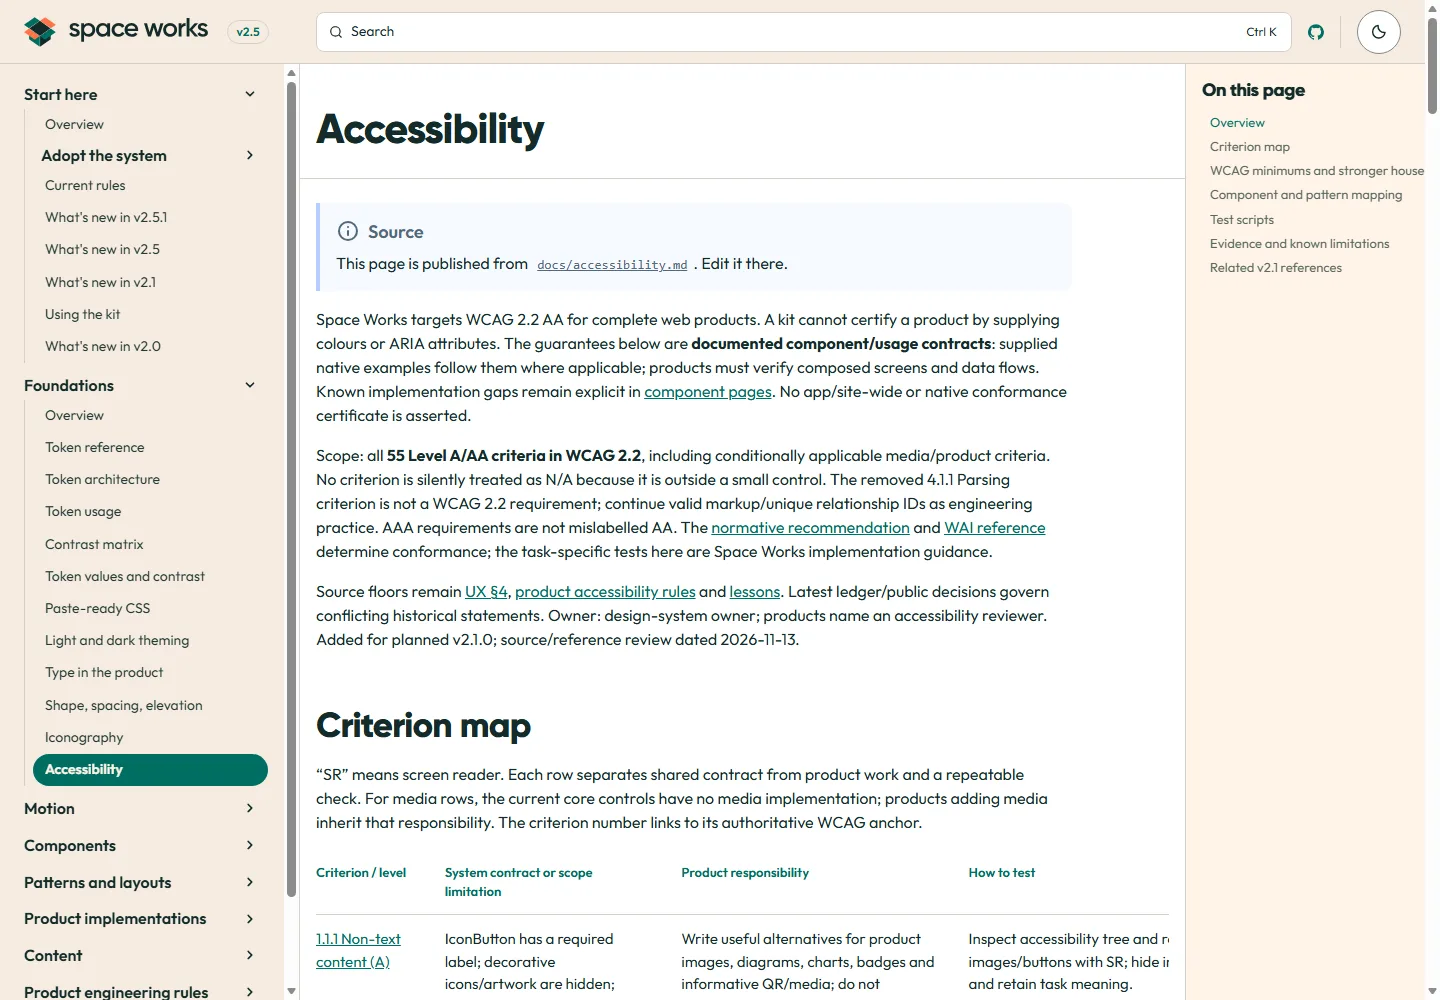 space works
v2.5
Search
Ctrl K
Start here
Overview
Adopt the system
Current rules
What's new in v2.5.1
What's new in v2.5
What's new in v2.1
Using the kit
What's new in v2.0
Foundations
Overview
Token reference
Token architecture
Token usage
Contrast matrix
Token values and contrast
Paste-ready CSS
Light and dark theming
Type in the product
Shape, spacing, elevation
Iconography
Accessibility
Motion
Components
Patterns and layouts
Product implementations
Content
Product engineering rules
Accessibility
Source
This page is published from docs/accessibility.md . Edit it there.
Space Works targets WCAG 2.2 AA for complete web products. A kit cannot certify a product by supplying
colours or ARIA attributes. The guarantees below are documented component/usage contracts: supplied
native examples follow them where applicable; products must verify composed screens and data flows.
Known implementation gaps remain explicit in component pages. No app/site-wide or native conformance
certificate is asserted.
Scope: all 55 Level A/AA criteria in WCAG 2.2, including conditionally applicable media/product criteria.
No criterion is silently treated as N/A because it is outside a small control. The removed 4.1.1 Parsing
criterion is not a WCAG 2.2 requirement; continue valid markup/unique relationship IDs as engineering
practice. AAA requirements are not mislabelled AA. The normative recommendation and WAI reference
determine conformance; the task-specific tests here are Space Works implementation guidance.
Source floors remain UX §4, product accessibility rules and lessons. Latest ledger/public decisions govern
conflicting historical statements. Owner: design-system owner; products name an accessibility reviewer.
Added for planned v2.1.0; source/reference review dated 2026-11-13.
Criterion map
“SR” means screen reader. Each row separates shared contract from product work and a repeatable
check. For media rows, the current core controls have no media implementation; products adding media
inherit that responsibility. The criterion number links to its authoritative WCAG anchor.
Criterion / level
System contract or scope
limitation
Product responsibility
How to test
1.1.1 Non-text
content (A)
IconButton has a required
label; decorative
icons/artwork are hidden;
Write useful alternatives for product
images, diagrams, charts, badges and
informative QR/media; do not
Inspect accessibility tree and
images/buttons with SR; hide
and retain task meaning.
On this page
Overview
Criterion map
WCAG minimums and stronger house
Component and pattern mapping
Test scripts
Evidence and known limitations
Related v2.1 references